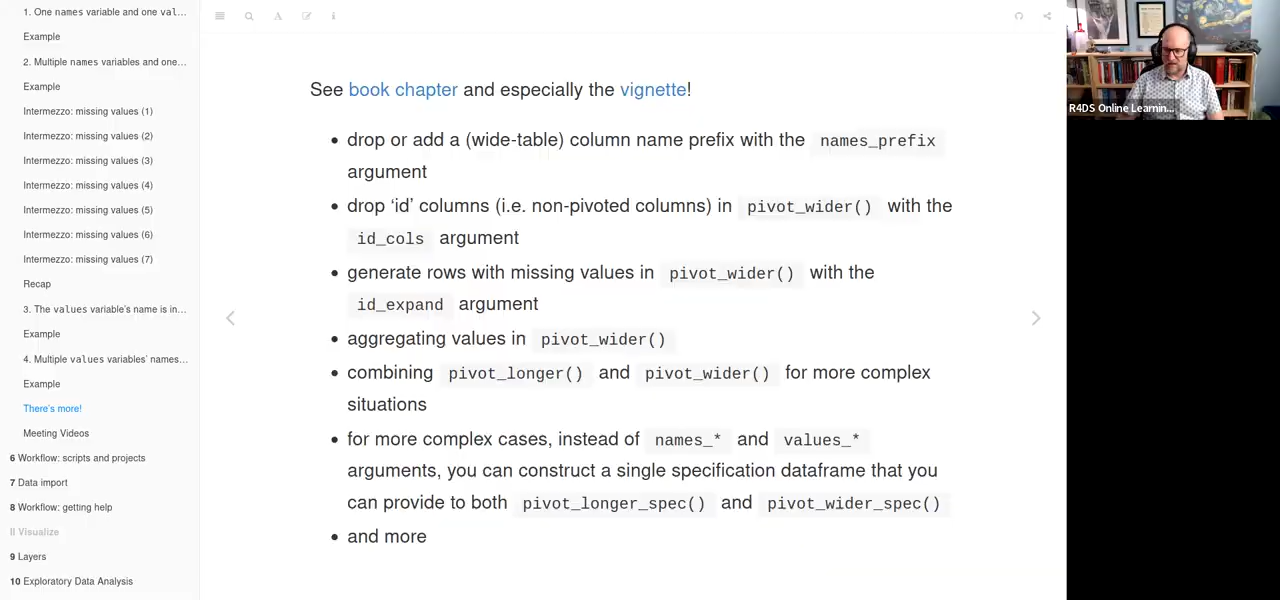 1. One names variable and one val...
Example
2. Multiple names variables and one...
Example
Intermezzo: missing values (1)
Intermezzo: missing values (2)
Intermezzo: missing values (3)
Intermezzo: missing values (4)
Intermezzo: missing values (5)
Intermezzo: missing values (6)
Intermezzo: missing values (7)
Recap
3. The values variable's name is in...
Example
4. Multiple values variables' names...
Example
There's more!
Meeting Videos
6 Workflow: scripts and projects
7 Data import
8 Workflow: getting help
II Visualize
9 Layers
10 Exploratory Data Analysis
See book chapter and especially the vignette!
• drop or add a (wide-table) column name prefix with the names_prefix
argument
• drop ‘id’ columns (i.e. non-pivoted columns) in pivot_wider() with the
id_cols argument
• generate rows with missing values in pivot_wider() with the
id_expand argument
• aggregating values in pivot_wider()
• combining pivot_longer() and pivot_wider() for more complex
situations
• for more complex cases, instead of names_* and values_*
arguments, you can construct a single specification dataframe that you
can provide to both pivot_longer_spec() and pivot_wider_spec()
• and more
R4DS Online Learnin...